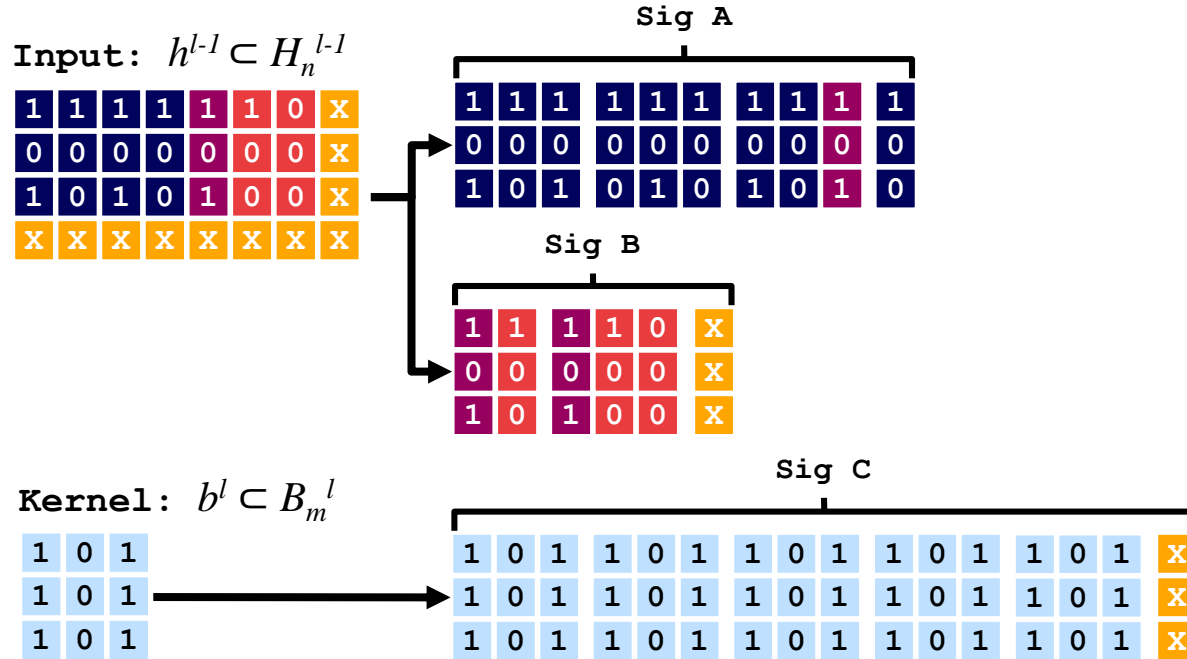 Sig A
Input: h^{l-1} ⊂ H_n^{l-1}
1 1 1 1 1 1 0 X
0 0 0 0 0 0 0 X
1 0 1 0 1 0 0 X
X X X X X X X X
1 1 1 1 1 1 1 1 1 1
0 0 0 0 0 0 0 0 0 0
1 0 1 0 1 0 1 0 1 0
Sig B
1 1 1 1 0 X
0 0 0 0 0 X
1 0 1 0 0 X
Sig C
Kernel: b^l ⊂ B_m^l
1 0 1
1 0 1
1 0 1
1 0 1 1 0 1 1 0 1 1 0 1 1 0 1 X
1 0 1 1 0 1 1 0 1 1 0 1 1 0 1 X
1 0 1 1 0 1 1 0 1 1 0 1 1 0 1 X